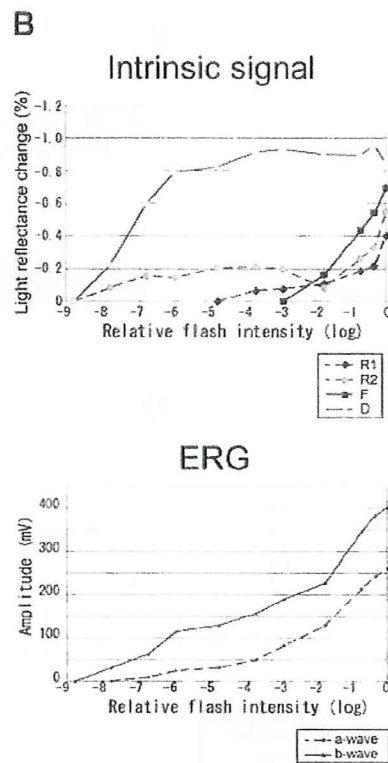 B
Intrinsic signal
Light reflectance change (%)
-1.2
-1.0
-0.8
-0.6
-0.4
-0.2
0
-9 -8 -7 -6 -5 -4 -3 -2 -1 0
Relative flash intensity (log)
R1
R2
F
D
ERG
Amplitude (mV)
400
300
200
100
0
-9 -8 -7 -6 -5 -4 -3 -2 -1 0
Relative flash intensity (log)
a-wave
b-wave